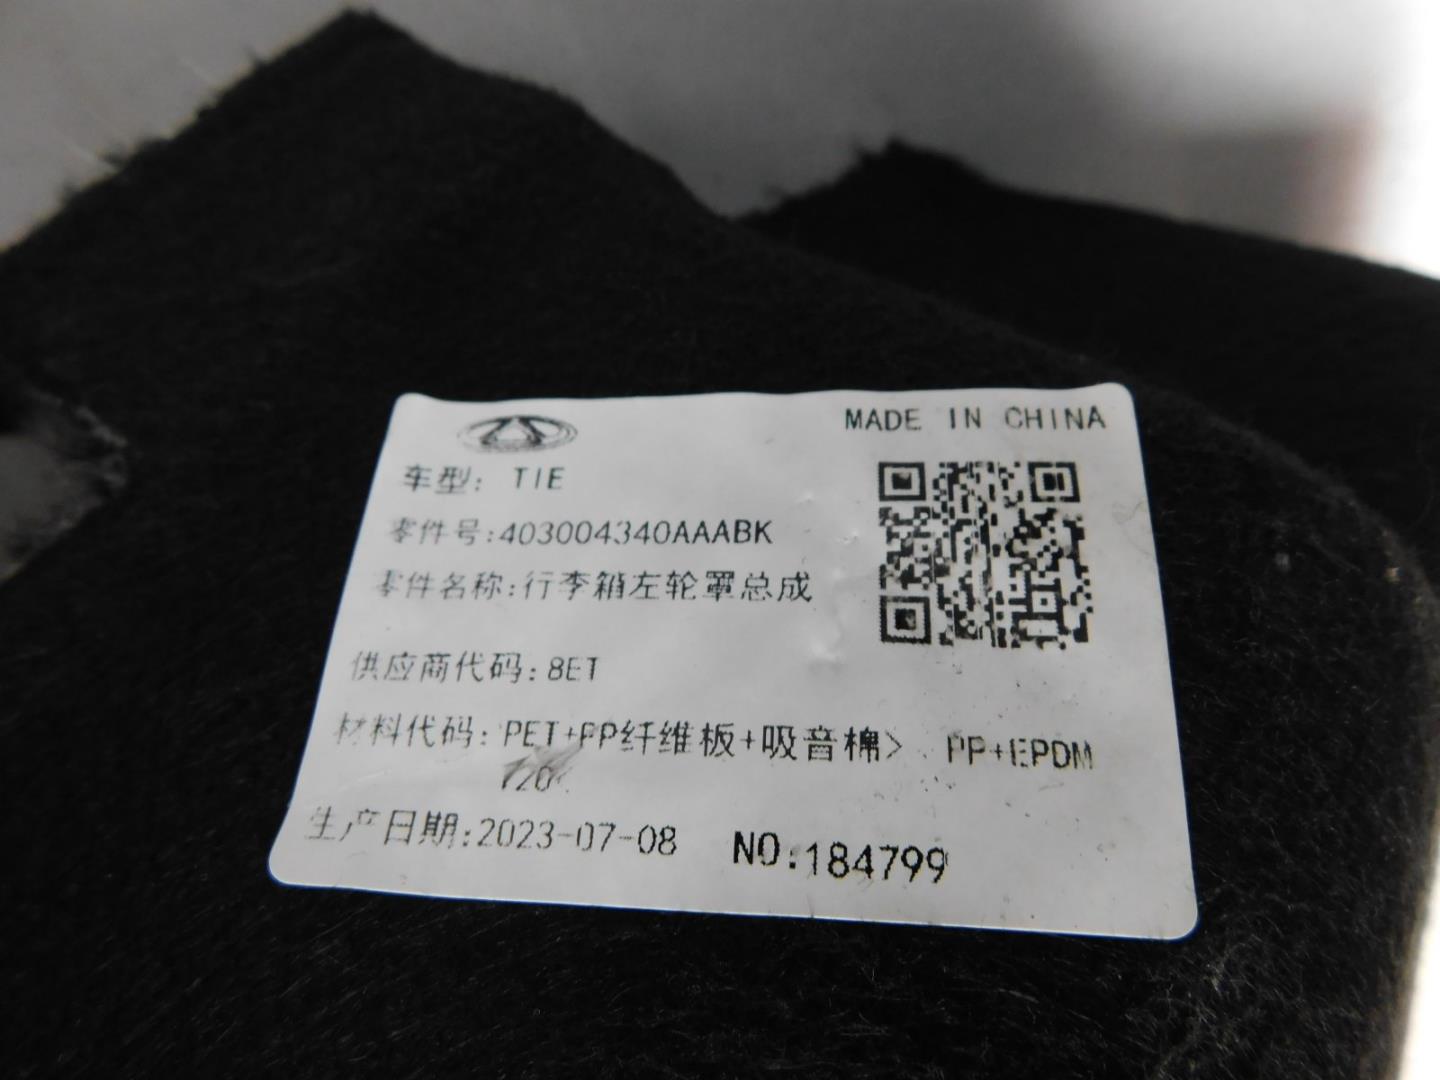 MADE IN CHINA
车型: T1E
零件号:403004340AAABK
零件名称:行李箱左轮罩总成
供应商代码:8ET
材料代码: PET+PP纤维板+吸音棉> PP+EPDM
生产日期:2023-07-08 NO:184799